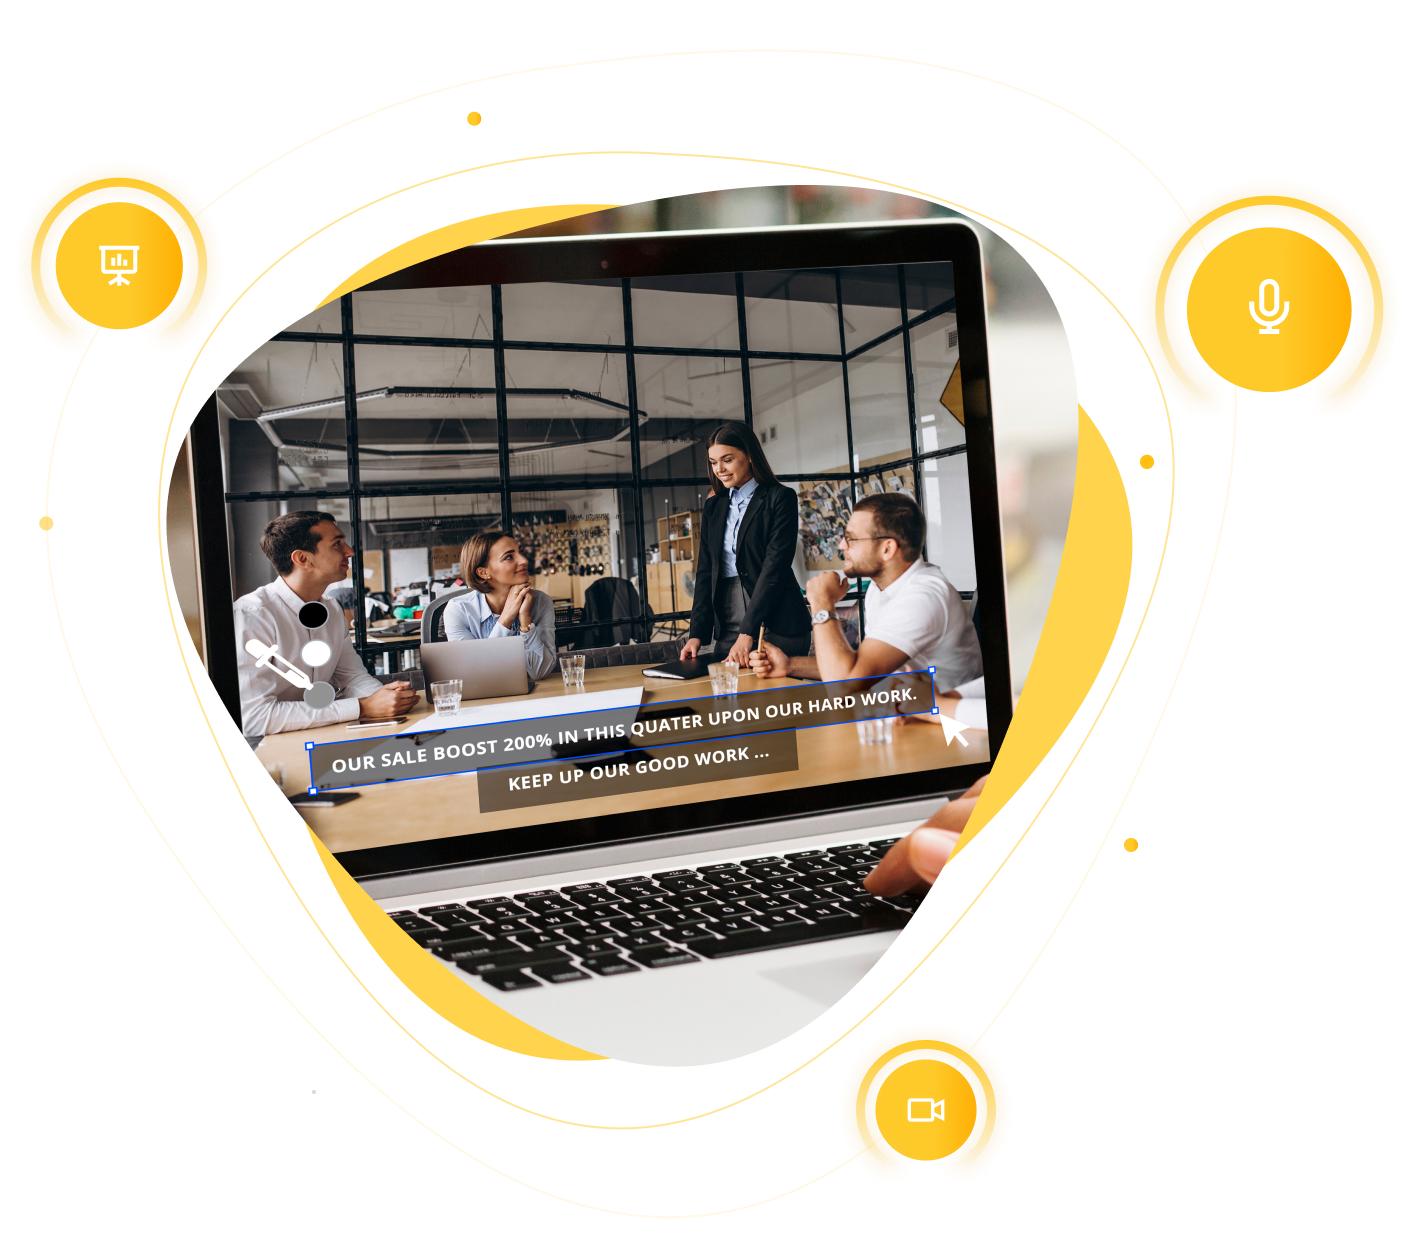 OUR SALE BOOST 200% IN THIS QUATER UPON OUR HARD WORK.
KEEP UP OUR GOOD WORK ...